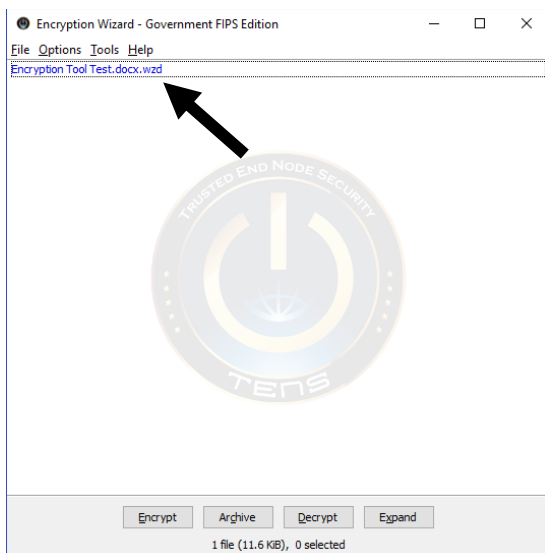 Encryption Wizard - Government FIPS Edition
File Options Tools Help
Encryption Tool Test.docx.wzd
TRUSTED END NODE SECURITY
TENS
Encrypt Archive Decrypt Expand
1 file (11.6 KiB), 0 selected